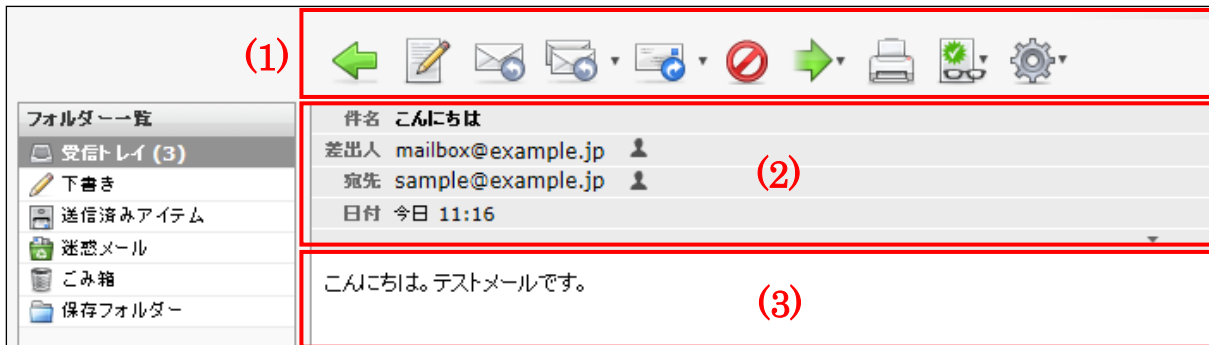 (1)
フォルダー一覧
受信トレイ (3)
下書き
送信済みアイテム
迷惑メール
ごみ箱
保存フォルダー
件名 こんにちは
差出人 mailbox@example.jp
宛先 sample@example.jp
日付 今日 11:16
(2)
こんにちは。テストメールです。
(3)